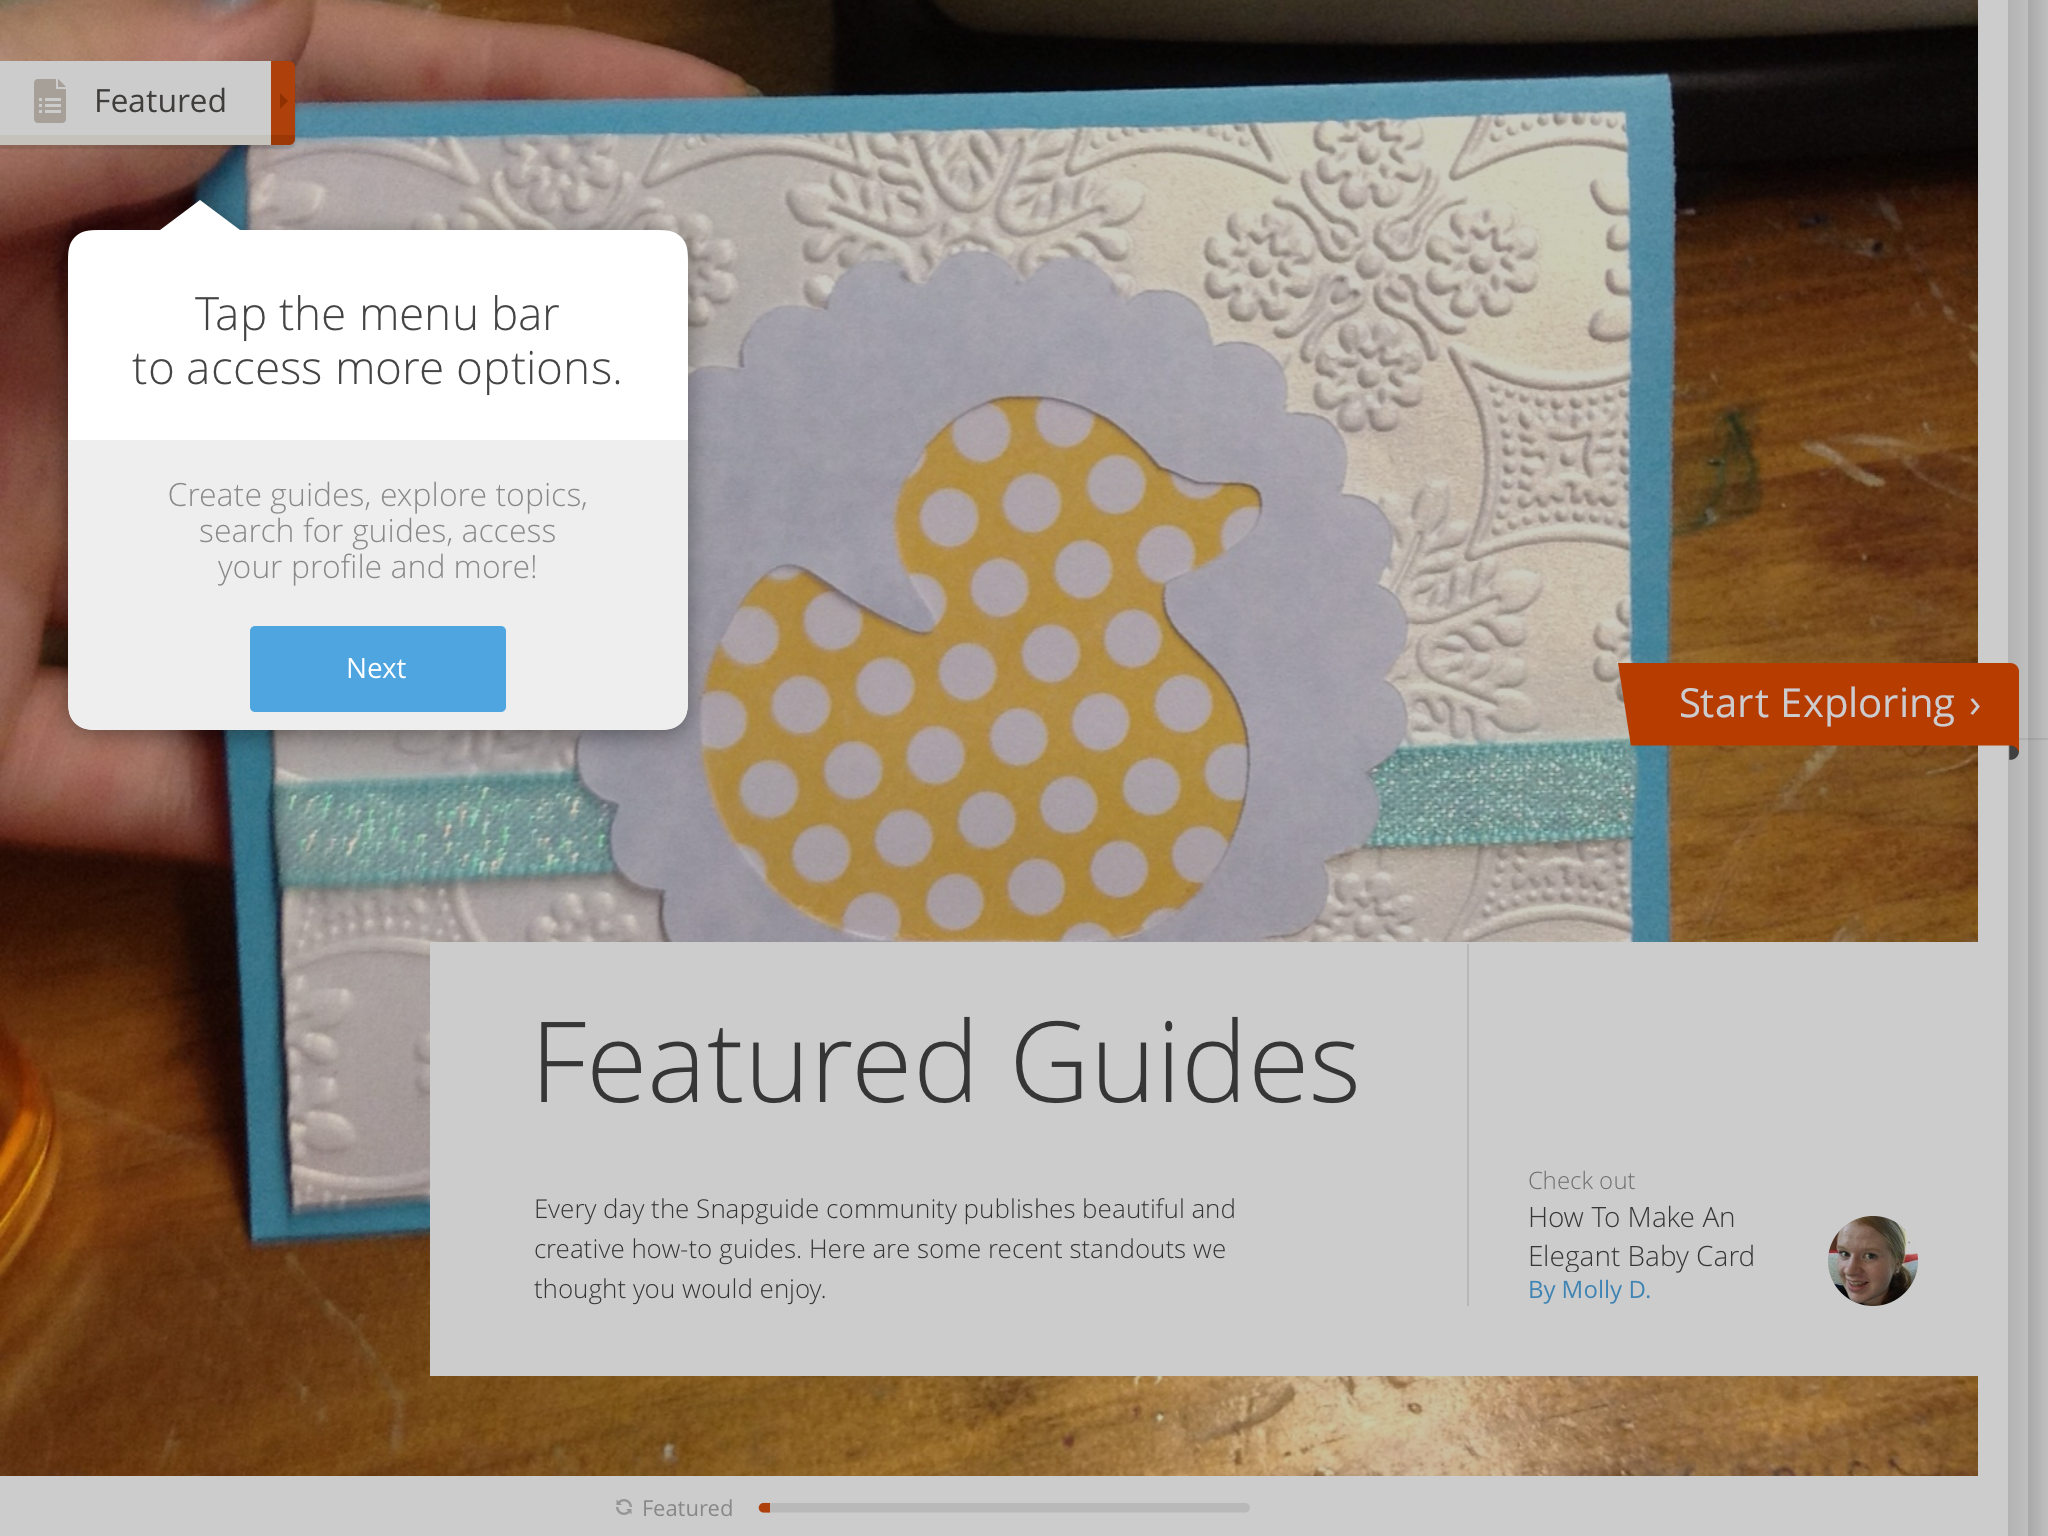 Featured
Tap the menu bar
to access more options.
Create guides, explore topics,
search for guides, access
your profile and more!
Next
Start Exploring ›
Featured Guides
Every day the Snapguide community publishes beautiful and
creative how-to guides. Here are some recent standouts we
thought you would enjoy.
Check out
How To Make An
Elegant Baby Card
By Molly D.
Featured